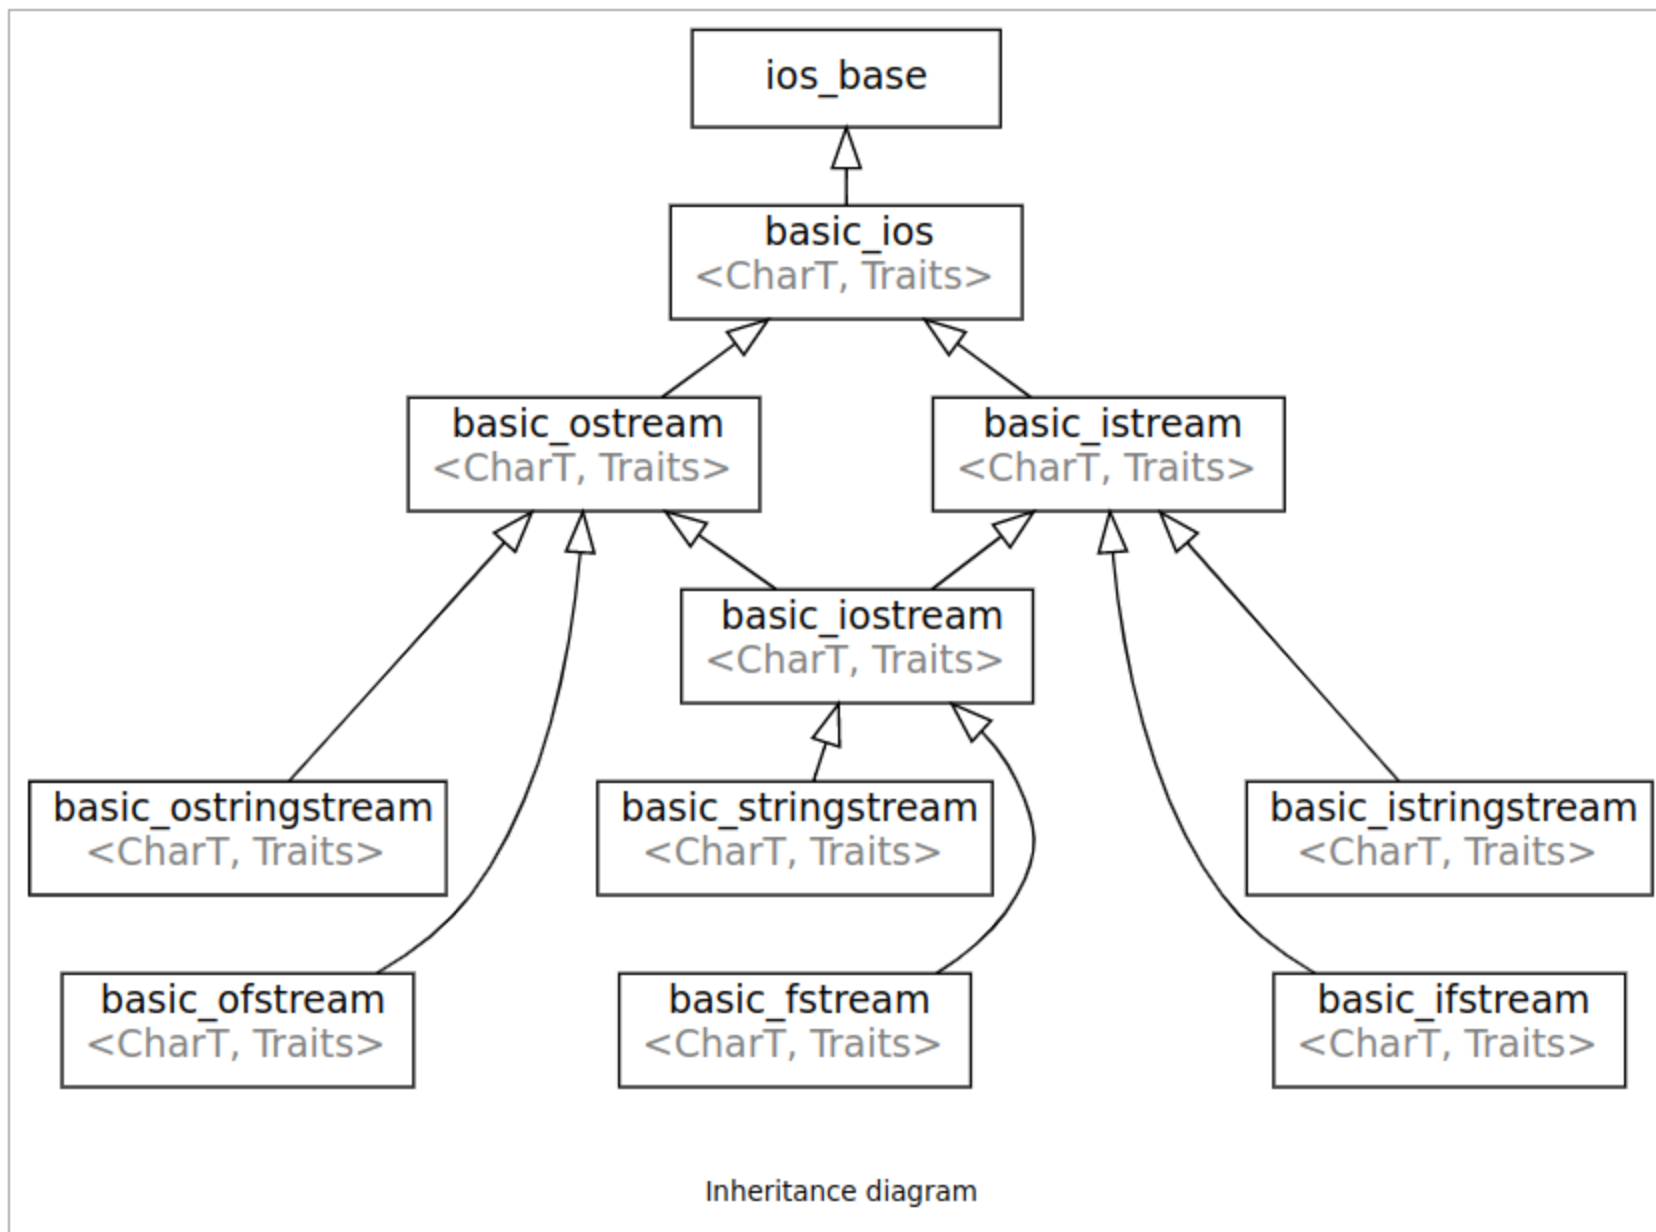 ios_base
basic_ios
<CharT, Traits>
basic_ostream
<CharT, Traits>
basic_istream
<CharT, Traits>
basic_iostream
<CharT, Traits>
basic_ostringstream
<CharT, Traits>
basic_stringstream
<CharT, Traits>
basic_istringstream
<CharT, Traits>
basic_ofstream
<CharT, Traits>
basic_fstream
<CharT, Traits>
basic_ifstream
<CharT, Traits>
Inheritance diagram